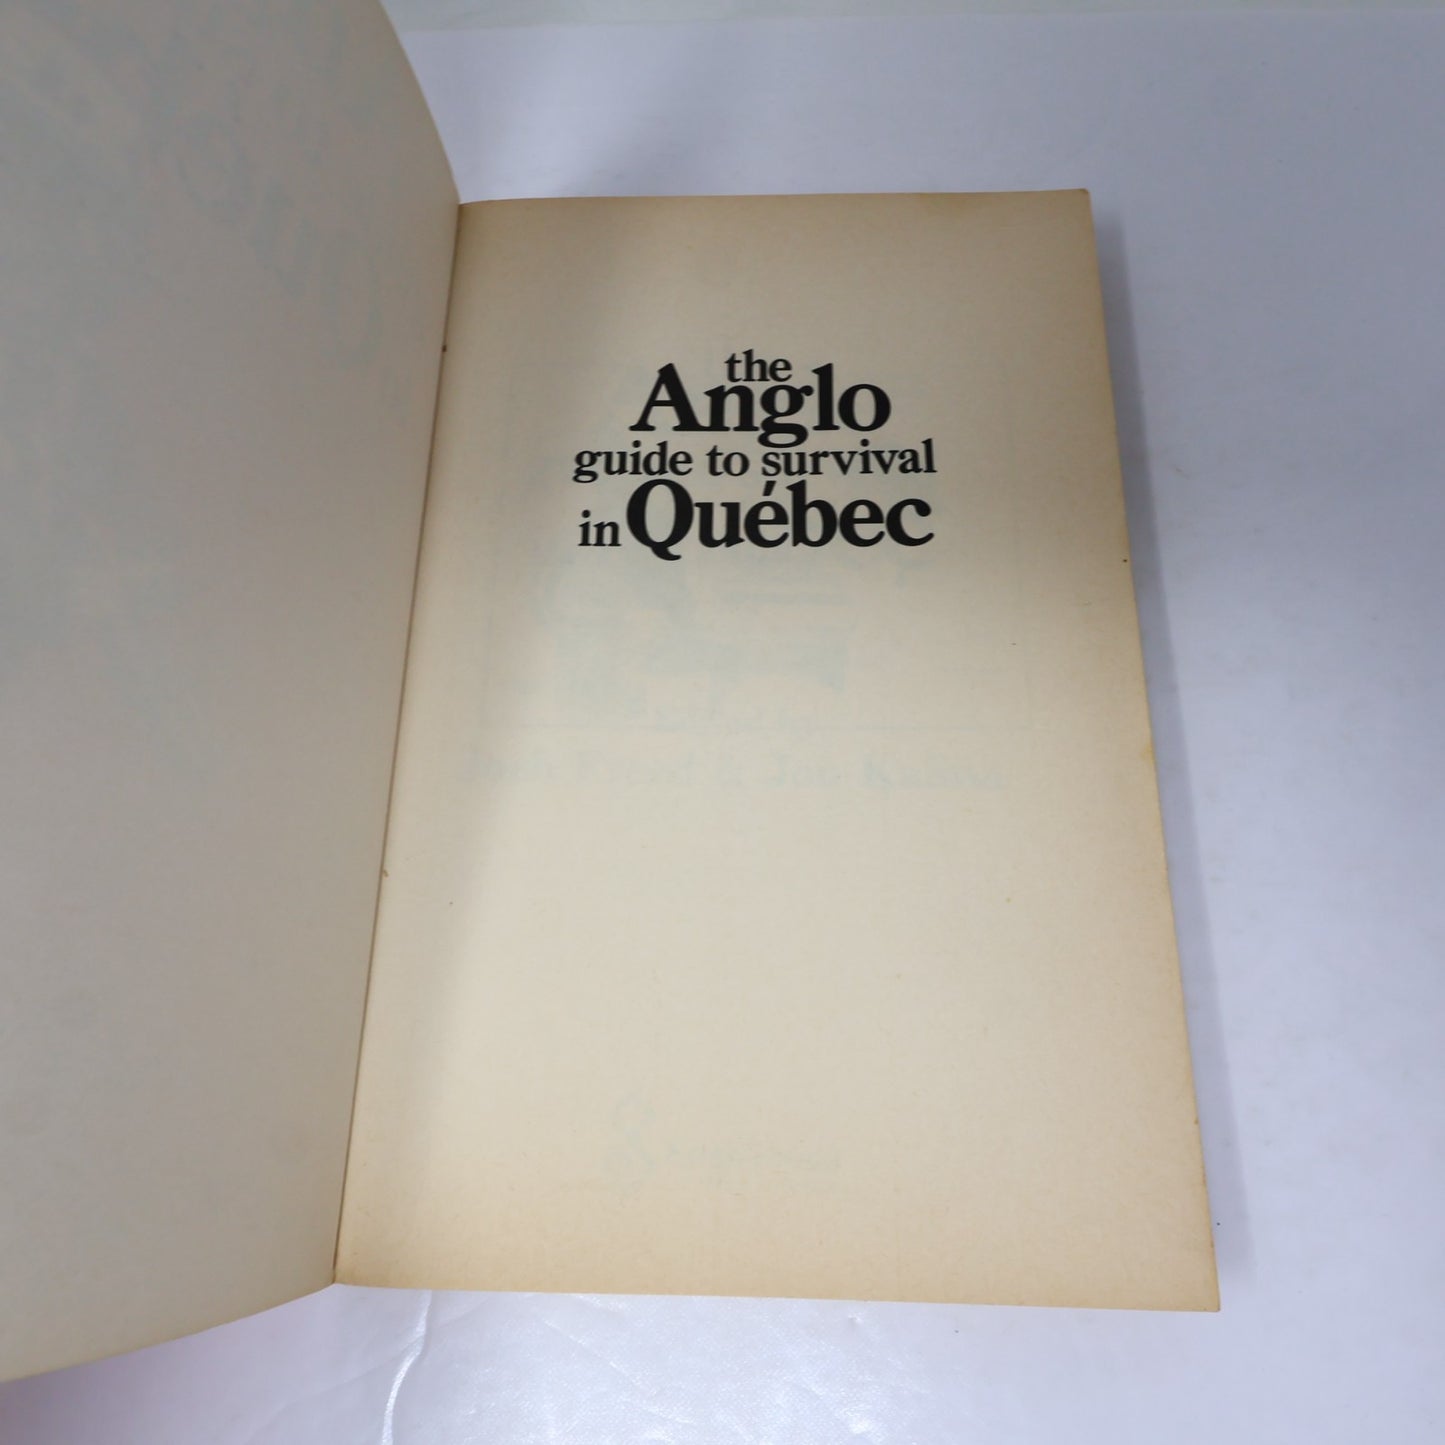 the
Anglo
guide to survival
in Québec